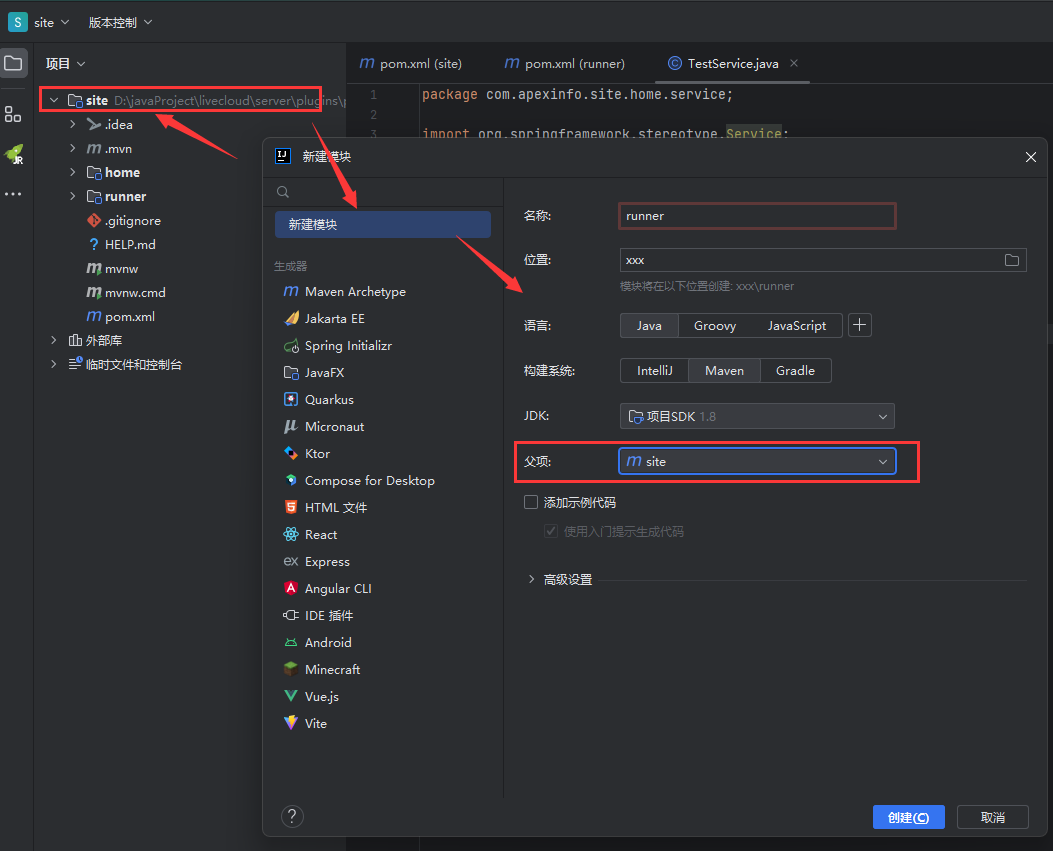 S site 版本控制
项目
site D:\javaProject\livecloud\server\plugins\
.idea
.mvn
home
runner
.gitignore
HELP.md
mvnw
mvnw.cmd
pom.xml
外部库
临时文件和控制台
pom.xml (site) pom.xml (runner) TestService.java
1 package com.apexinfo.site.home.service;
2
3 import org.springframework.stereotype.Service;
新建模块
新建模块
生成器
Maven Archetype
Jakarta EE
Spring Initializr
JavaFX
Quarkus
Micronaut
Ktor
Compose for Desktop
HTML 文件
React
Express
Angular CLI
IDE 插件
Android
Minecraft
Vue.js
Vite
名称: runner
位置: xxx
模块将在以下位置创建: xxx\runner
语言: Java Groovy JavaScript
构建系统: IntelliJ Maven Gradle
JDK: 项目SDK 1.8
父项: site
添加示例代码
使用入门提示生成代码
高级设置
? 创建(C) 取消